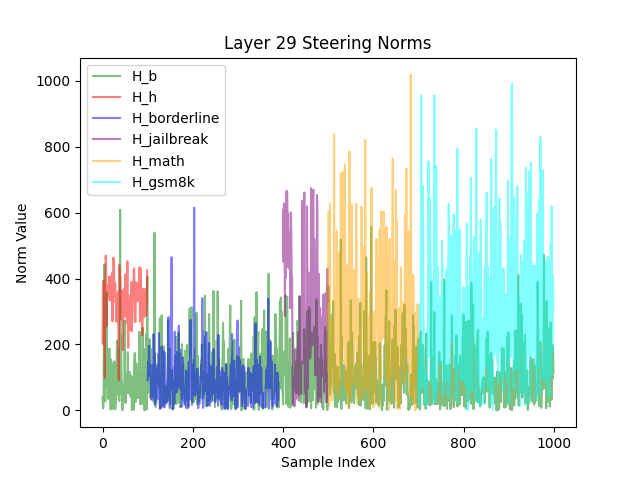 Layer 29 Steering Norms
H_b
H_h
H_borderline
H_jailbreak
H_math
H_gsm8k
Norm Value
1000
800
600
400
200
0
0 200 400 600 800 1000
Sample Index